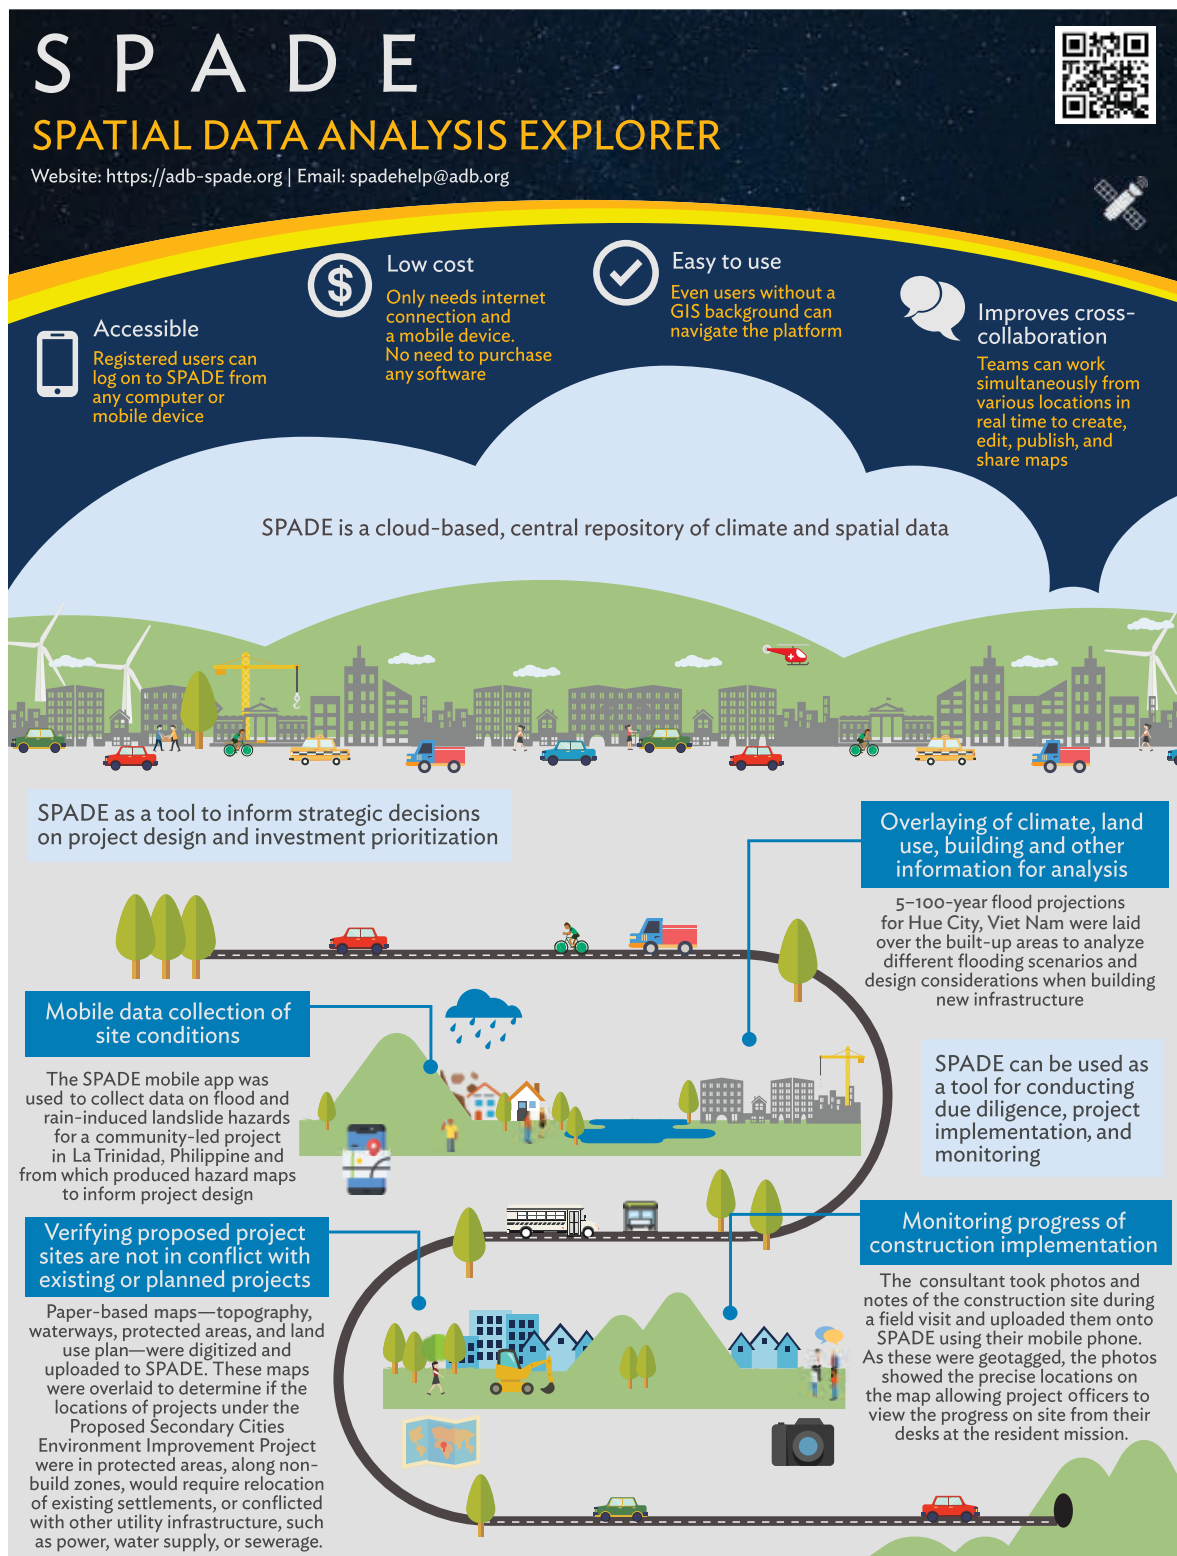 S P A D E
SPATIAL DATA ANALYSIS EXPLORER
Website: https://adb-spade.org | Email: spadehelp@adb.org
Accessible
Registered users can
log on to SPADE from
any computer or
mobile device
$
Low cost
Only needs internet
connection and
a mobile device.
No need to purchase
any software
Easy to use
Even users without a
GIS background can
navigate the platform
Improves cross-
collaboration
Teams can work
simultaneously from
various locations in
real time to create,
edit, publish, and
share maps
SPADE is a cloud-based, central repository of climate and spatial data
SPADE as a tool to inform strategic decisions
on project design and investment prioritization
Overlaying of climate, land
use, building and other
information for analysis
5–100-year flood projections
for Hue City, Viet Nam were laid
over the built-up areas to analyze
different flooding scenarios and
design considerations when building
new infrastructure
Mobile data collection of
site conditions
The SPADE mobile app was
used to collect data on flood and
rain-induced landslide hazards
for a community-led project
in La Trinidad, Philippine and
from which produced hazard maps
to inform project design
SPADE can be used as
a tool for conducting
due diligence, project
implementation, and
monitoring
Verifying proposed project
sites are not in conflict with
existing or planned projects
Paper-based maps—topography,
waterways, protected areas, and land
use plan—were digitized and
uploaded to SPADE. These maps
were overlaid to determine if the
locations of projects under the
Proposed Secondary Cities
Environment Improvement Project
were in protected areas, along non-
build zones, would require relocation
of existing settlements, or conflicted
with other utility infrastructure, such
as power, water supply, or sewerage.
Monitoring progress of
construction implementation
The consultant took photos and
notes of the construction site during
a field visit and uploaded them onto
SPADE using their mobile phone.
As these were geotagged, the photos
showed the precise locations on
the map allowing project officers to
view the progress on site from their
desks at the resident mission.